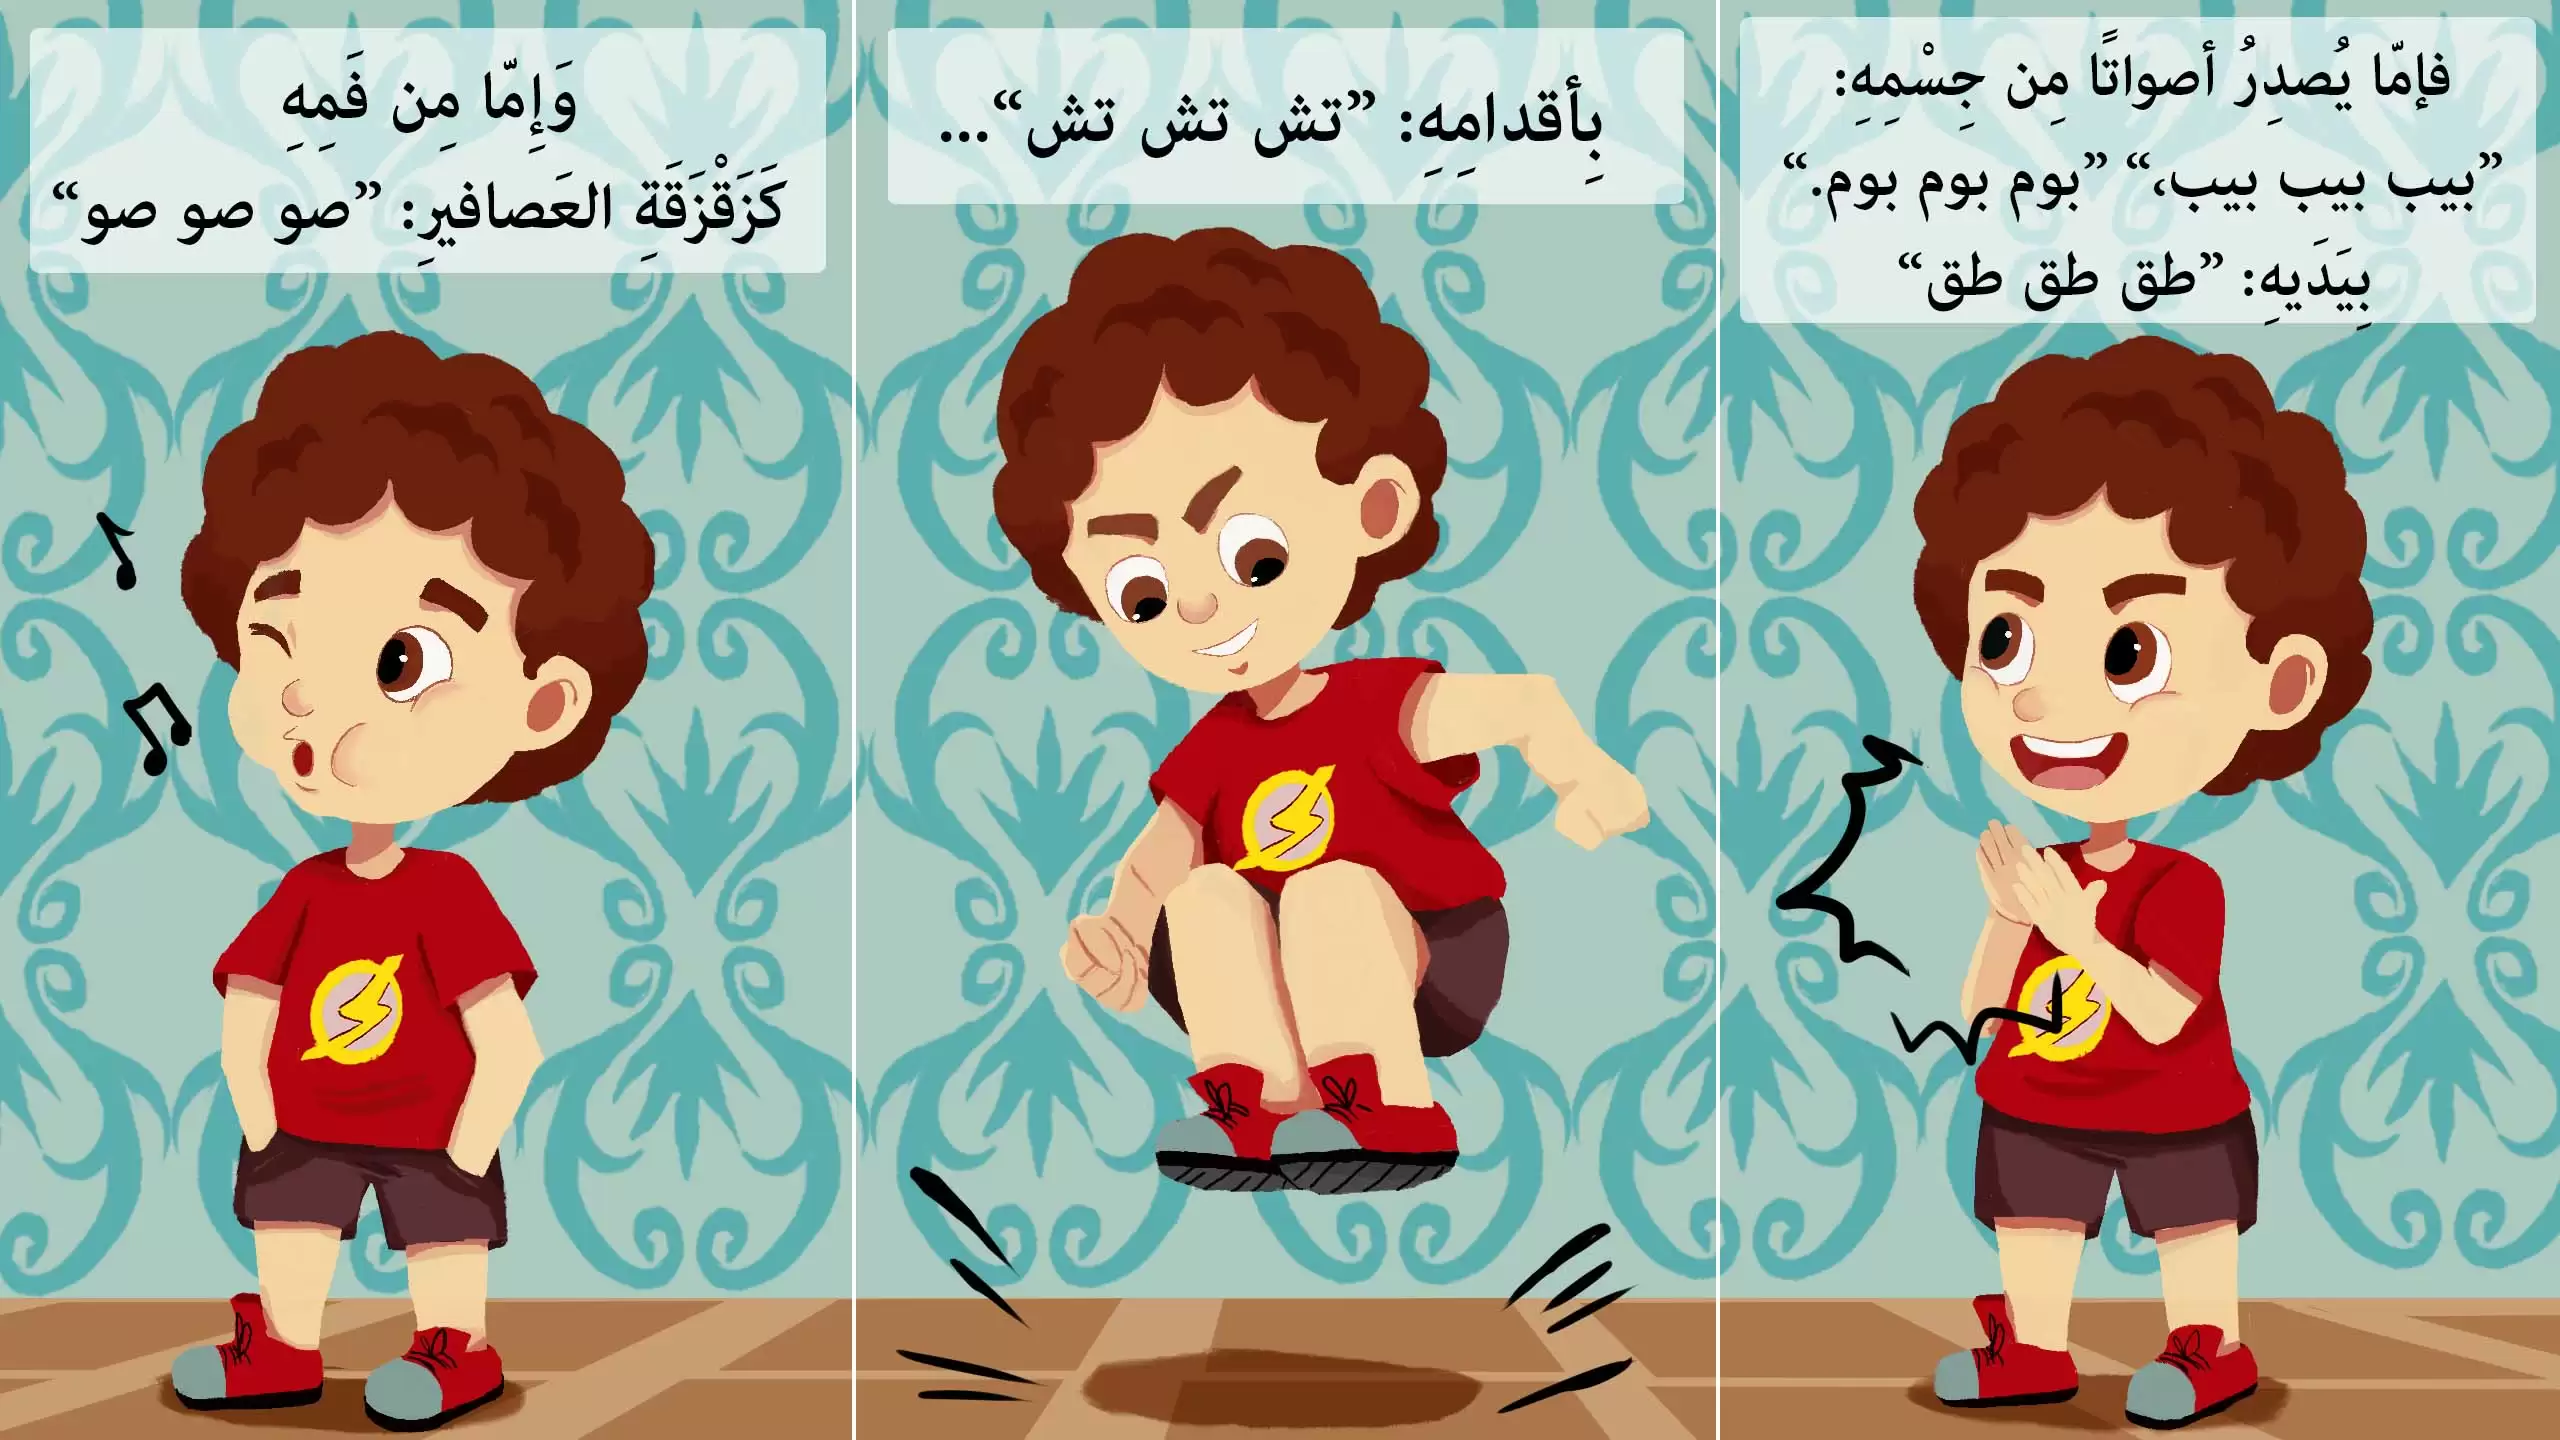 فإمّا يُصدِرُ أصواتًا مِن جِسْمِهِ:
”بيب بيب بيب،“ ”بوم بوم بوم.“
بِيَدَيهِ: ”طق طق طق“
بِأقدامِهِ: ”تش تش تش“...
وَإِمّا مِن فَمِهِ
كَزَقْزَقَةِ العَصافيرِ: ”صو صو صو“